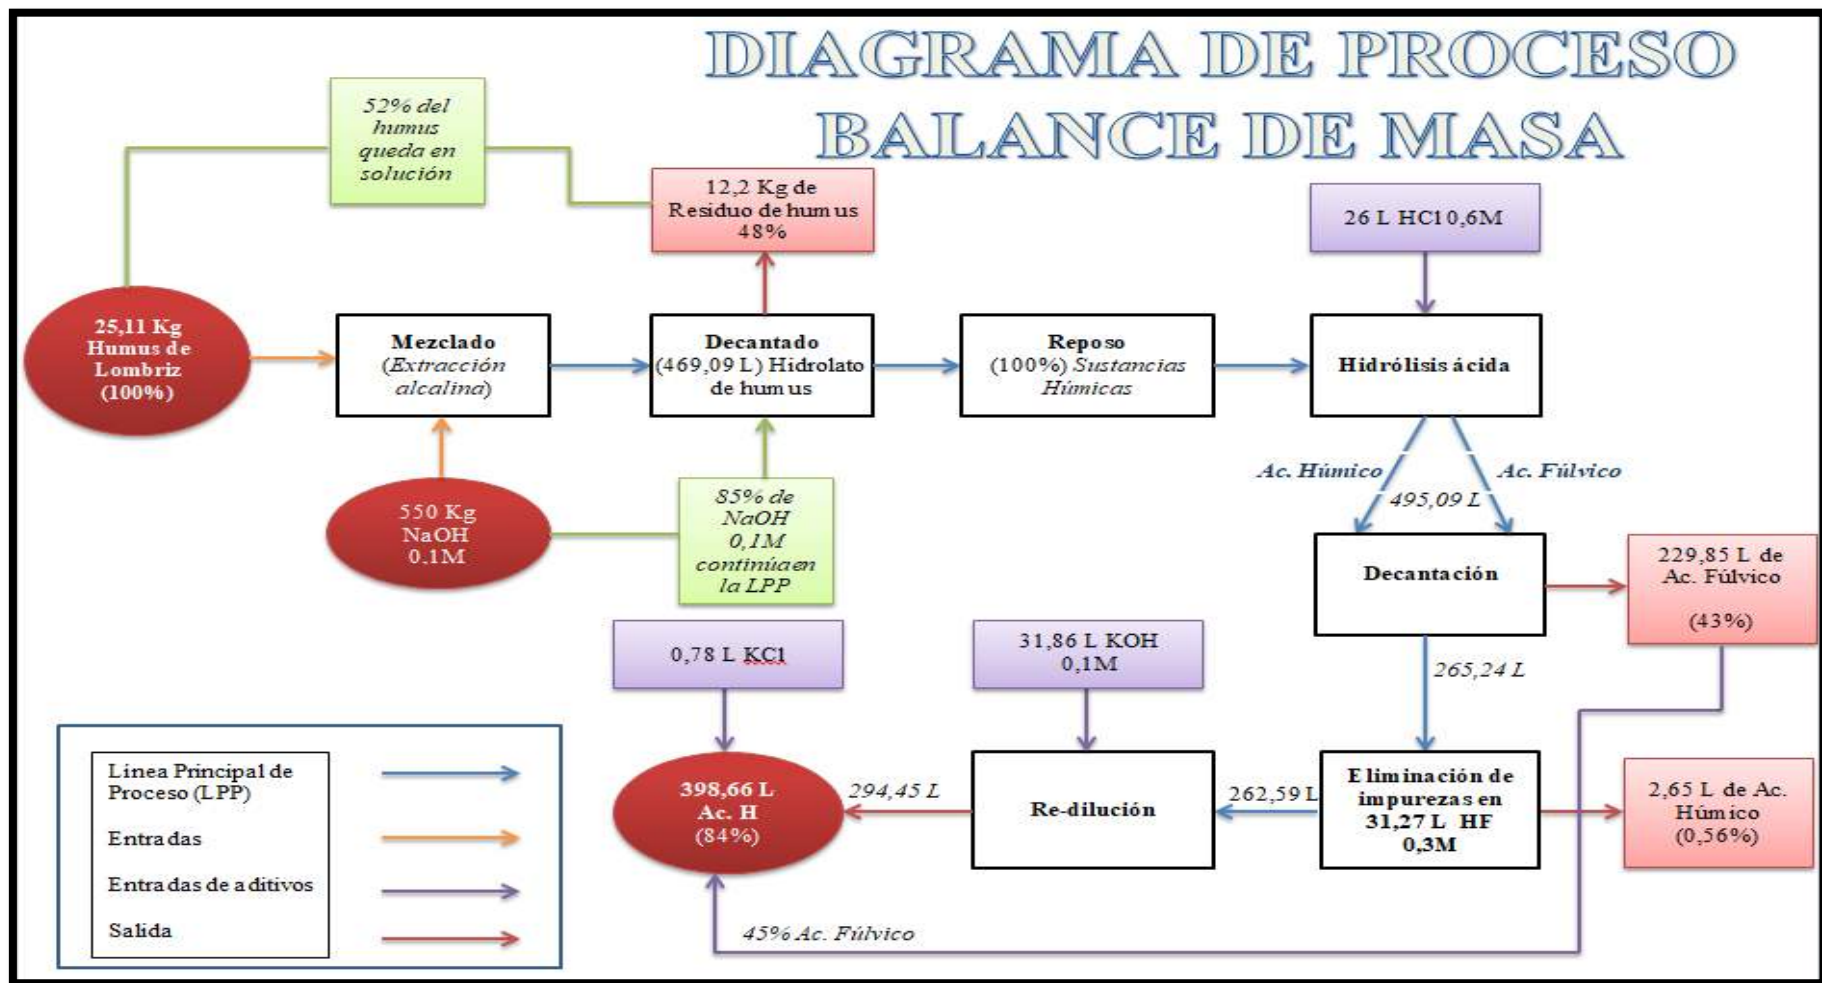 DIAGRAMA DE PROCESO
BALANCE DE MASA
52% del
humus
queda en
solución
12,2 Kg de
Residuo de humus
48%
26 L HC10,6M
25,11 Kg
Humus de
Lombriz
(100%)
Mezclado
(Extracción
alcalina)
Decantado
(469,09 L) Hidrolato
de humus
Reposo
(100%) Sustancias
Húmicas
Hidrólisis ácida
Ac. Húmico
Ac. Fúlvico
495,09 L
550 Kg
NaOH
0,1M
85% de
NaOH
0,1M
continúa en
la LPP
Decantación
229,85 L de
Ac. Fúlvico
(43%)
265,24 L
0,78 L KC1
31,86 L KOH
0,1M
398,66 L
Ac. H
(84%)
294,45 L
Re-dilución
262,59 L
Eliminación de
impurezas en
31,27 L HF
0,3M
2,65 L de Ac.
Húmico
(0,56%)
45% Ac. Fúlvico
Línea Principal de
Proceso (LPP)
Entradas
Entradas de aditivos
Salida